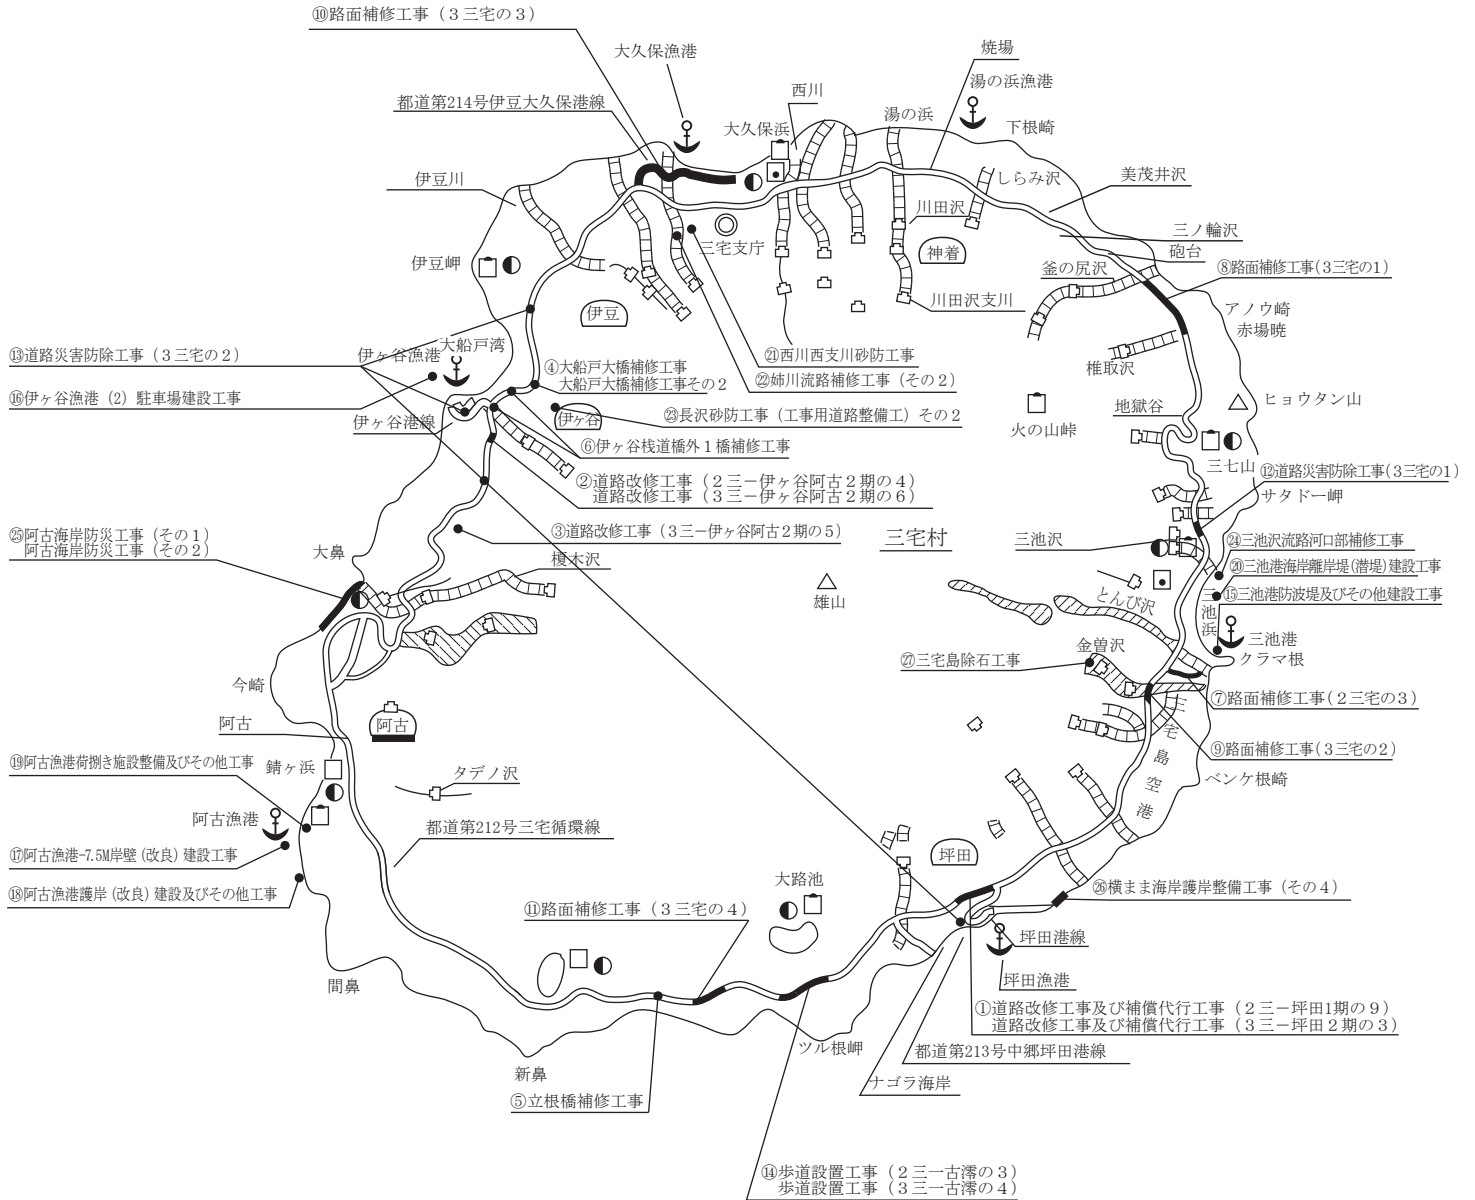 ⑩路面補修工事（３三宅の３）
大久保漁港
焼場
湯の浜漁港
西川
都道第214号伊豆大久保港線
大久保浜
湯の浜
下根崎
伊豆川
しらみ沢
美茂井沢
川田沢
三ノ輪沢
三宅支庁
神着
砲台
伊豆岬
釜の尻沢
⑧路面補修工事（３三宅の１）
川田沢支川
伊豆
アノウ崎
赤場暁
大船戸湾
⑬道路災害防除工事（３三宅の２）
伊ヶ谷漁港
㉑西川西支川砂防工事
④大船戸大橋補修工事
大船戸大橋補修工事その２
椎取沢
㉒姉川流路補修工事（その２）
⑯伊ヶ谷漁港（2）駐車場建設工事
ヒョウタン山
地獄谷
伊ヶ谷港線
伊ヶ谷
㉓長沢砂防工事（工事用道路整備工）その２
火の山峠
⑥伊ヶ谷桟道橋外１橋補修工事
三七山
⑫道路災害防除工事（３三宅の１）
②道路改修工事（２三−伊ヶ谷阿古２期の４）
道路改修工事（３三−伊ヶ谷阿古２期の６）
サタドー岬
③道路改修工事（３三−伊ヶ谷阿古２期の５）
㉕阿古海岸防災工事（その１）
阿古海岸防災工事（その２）
三宅村
三池沢
㉔三池沢流路河口部補修工事
大鼻
榎木沢
⑳三池港海岸離岸堤（潜堤）建設工事
とんび沢
三池浜
⑮三池港防波堤及びその他建設工事
雄山
三池港
金曽沢
㉗三宅島除石工事
クラマ根
今崎
⑦路面補修工事（２三宅の３）
阿古
阿古
三宅島空港
⑨路面補修工事（３三宅の２）
⑲阿古漁港荷捌き施設整備及びその他工事
錆ヶ浜
タデノ沢
ベンケ根崎
阿古漁港
都道第212号三宅循環線
⑰阿古漁港-7.5M岸壁（改良）建設工事
坪田
大路池
⑱阿古漁港護岸（改良）建設及びその他工事
㉖横まま海岸護岸整備工事（その４）
⑪路面補修工事（３三宅の４）
坪田港線
間鼻
坪田漁港
①道路改修工事及び補償代行工事（２三−坪田1期の９）
道路改修工事及び補償代行工事（３三−坪田２期の３）
ツル根岬
都道第213号中郷坪田港線
新鼻
ナゴラ海岸
⑤立根橋補修工事
⑭歩道設置工事（２三一古澪の３）
歩道設置工事（３三一古澪の４）